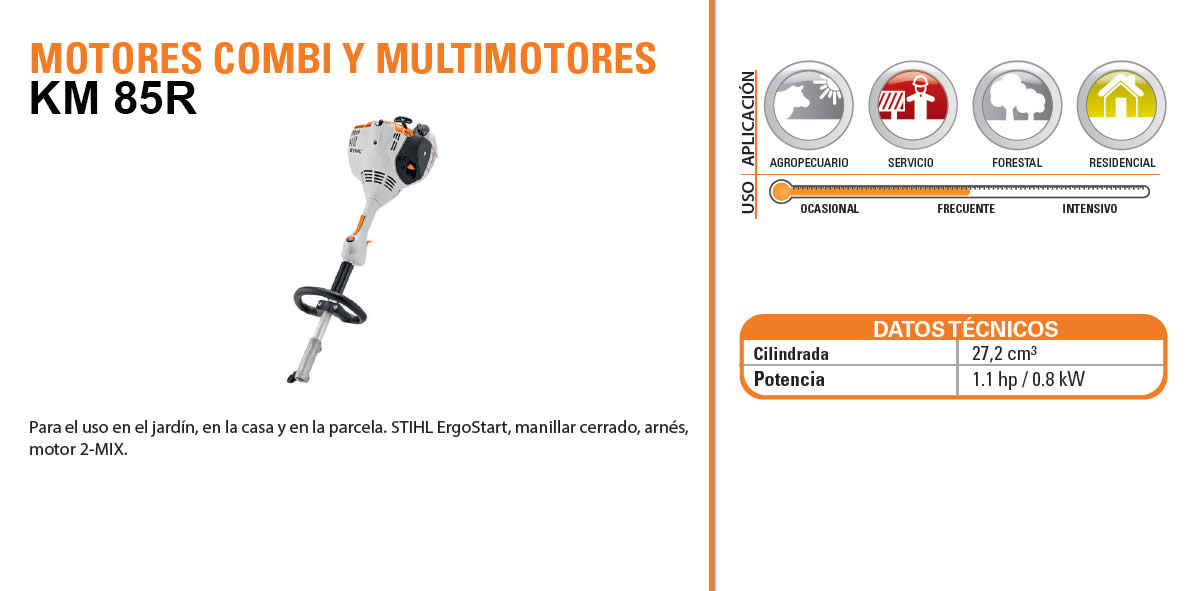 MOTORES COMBI Y MULTIMOTORES
KM 85R
STIHL
Para el uso en el jardín, en la casa y en la parcela. STIHL ErgoStart, manillar cerrado, arnés,
motor 2-MIX.
APLICACIÓN
AGROPECUARIO SERVICIO FORESTAL RESIDENCIAL
USO
OCASIONAL FRECUENTE INTENSIVO
DATOS TÉCNICOS
Cilindrada 27,2 cm³
Potencia 1.1 hp / 0.8 kW